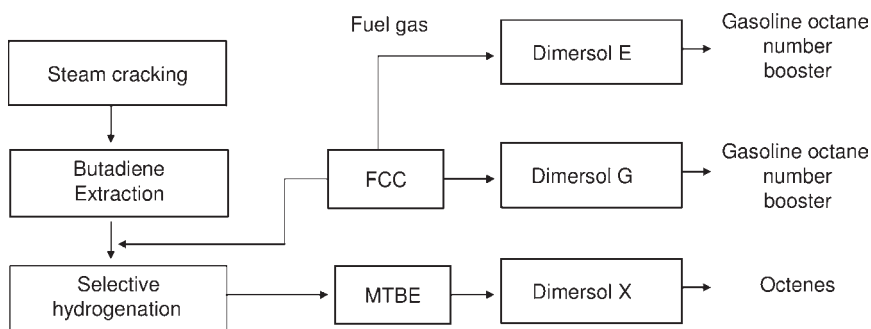 Fuel gas
Steam cracking
Dimersol E
Gasoline octane
number
booster
Butadiene
Extraction
FCC
Dimersol G
Gasoline octane
number
booster
Selective
hydrogenation
MTBE
Dimersol X
Octenes